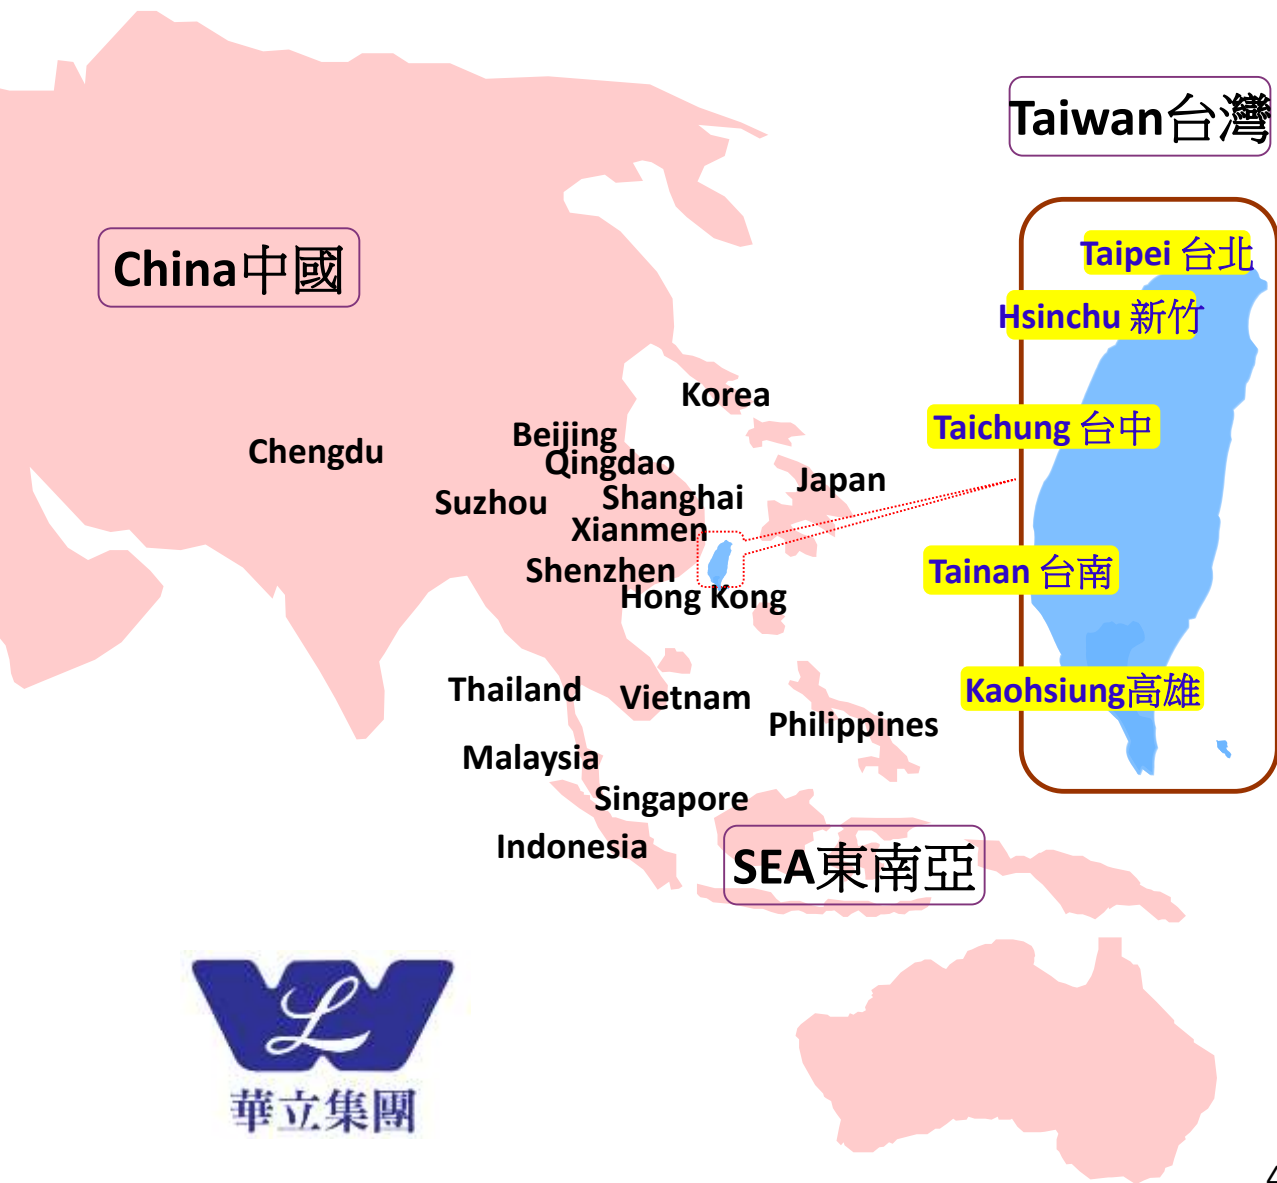 Taiwan台灣
China中國
Taipei 台北
Hsinchu 新竹
Korea
Taichung 台中
Beijing
Chengdu
Qingdao
Japan
Suzhou
Shanghai
Xianmen
Shenzhen
Tainan 台南
Hong Kong
Thailand
Vietnam
Kaohsiung高雄
Philippines
Malaysia
Singapore
Indonesia
SEA東南亞
L
華立集團